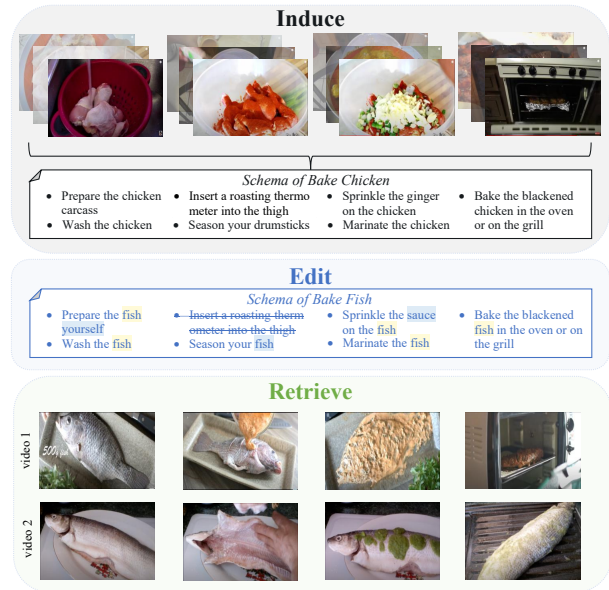 Induce
Schema of Bake Chicken
• Prepare the chicken
carcass
• Wash the chicken
• Insert a roasting thermo
meter into the thigh
• Season your drumsticks
• Sprinkle the ginger
on the chicken
• Marinate the chicken
• Bake the blackened
chicken in the oven
or on the grill
Edit
Schema of Bake Fish
• Prepare the fish
yourself
• Wash the fish
• Insert a roasting therm
ometer into the thigh
• Season your fish
• Sprinkle the sauce
on the fish
• Marinate the fish
• Bake the blackened
fish in the oven or on
the grill
Retrieve
video 1
500g fish
video 2